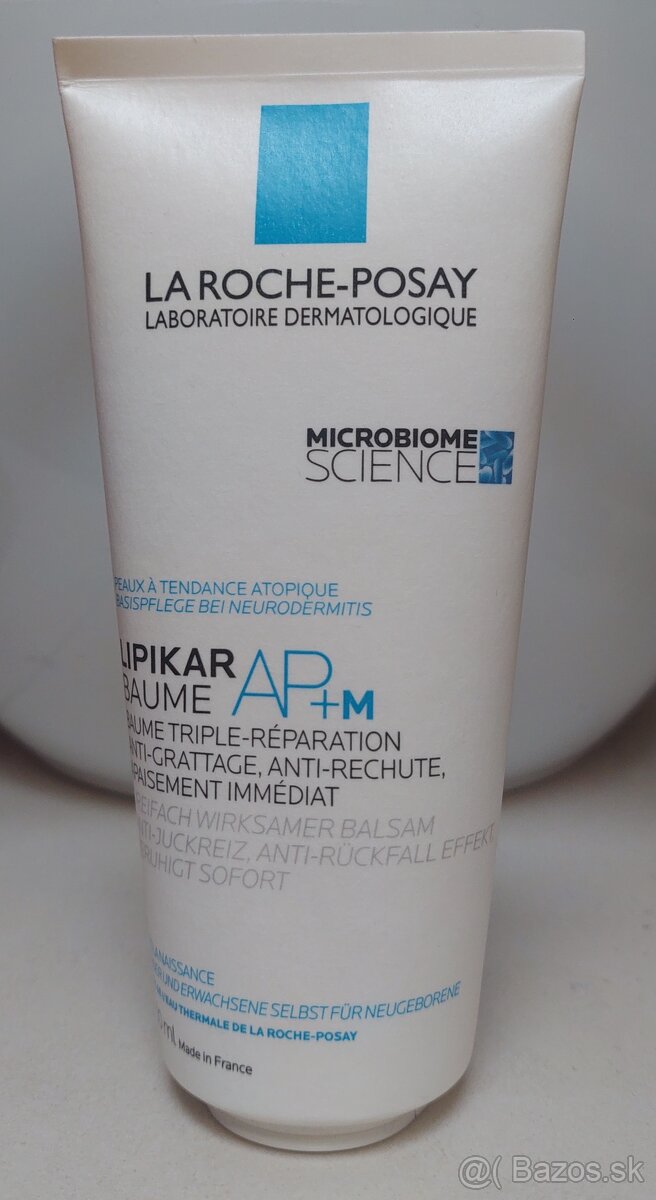 LA ROCHE-POSAY
LABORATOIRE DERMATOLOGIQUE
MICROBIOME
SCIENCE
PEAUX À TENDANCE ATOPIQUE
BASISPFLEGE BEI NEURODERMITIS
LIPIKAR
BAUME AP+M
BAUME TRIPLE-RÉPARATION
ANTI-GRATTAGE, ANTI-RECHUTE,
APAISEMENT IMMÉDIAT
WIRKSAMER BALSAM
ANTI-JUCKREIZ, ANTI-RÜCKFALL EFFEKT,
SOFORT
NAISSANCE
UND ERWACHSENE SELBST FÜR NEUGEBORENE
EAU THERMALE DE LA ROCHE-POSAY
ml Made in France
@( Bazos.sk